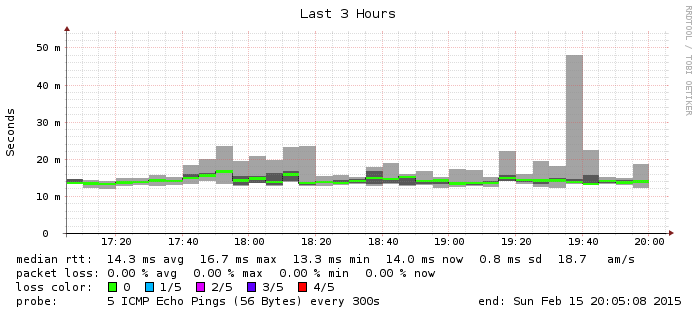 Last 3 Hours
RRDTOOL / TOBI OETIKER
Seconds
50 m
40 m
30 m
20 m
10 m
0
17:20 17:40 18:00 18:20 18:40 19:00 19:20 19:40 20:00
median rtt: 14.3 ms avg 16.7 ms max 13.3 ms min 14.0 ms now 0.8 ms sd 18.7 am/s
packet loss: 0.00 % avg 0.00 % max 0.00 % min 0.00 % now
loss color: 0 1/5 2/5 3/5 4/5
probe: 5 ICMP Echo Pings (56 Bytes) every 300s end: Sun Feb 15 20:05:08 2015